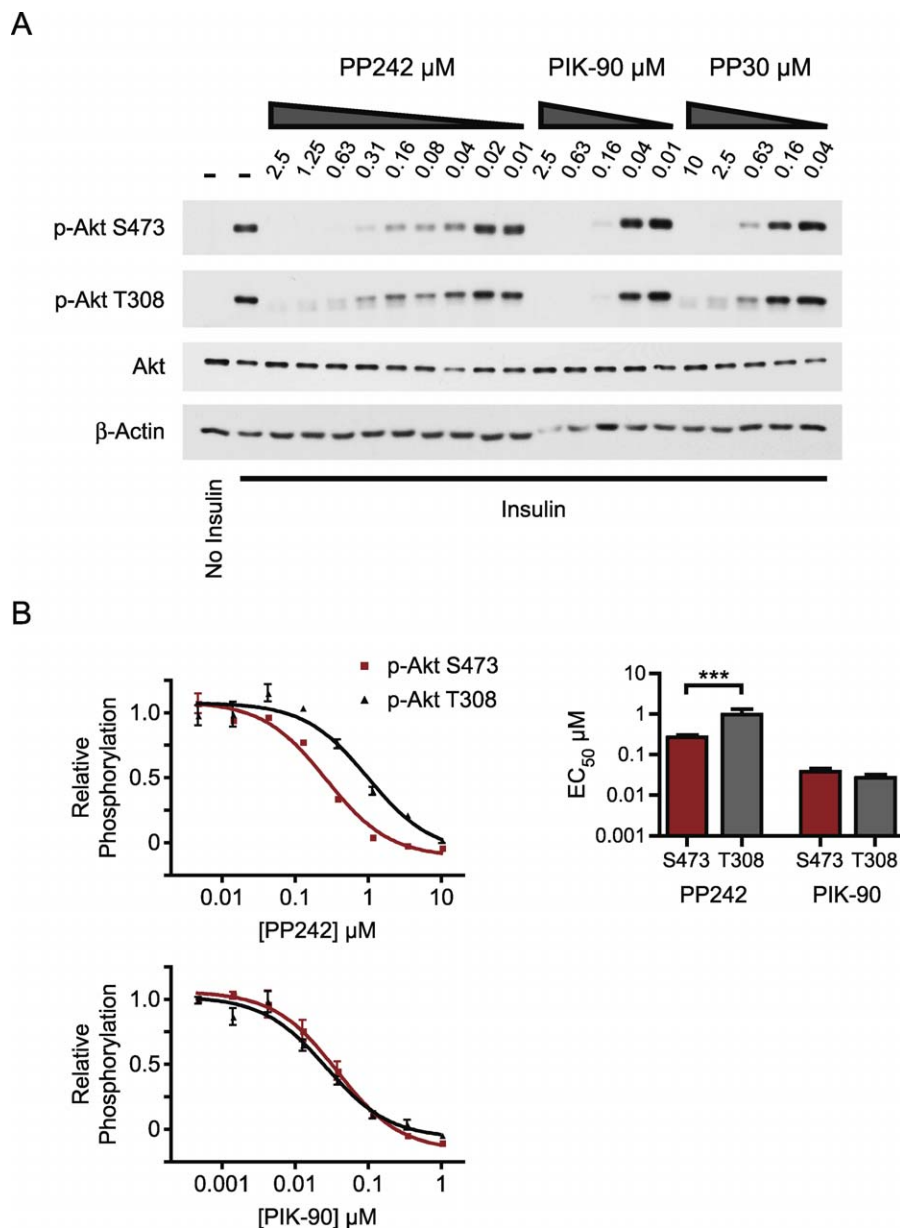 A
PP242 µM PIK-90 µM PP30 µM
– – 2.5 1.25 0.63 0.31 0.16 0.08 0.04 0.02 0.01 2.5 0.63 0.16 0.04 0.01 10 2.5 0.63 0.16 0.04
p-Akt S473
p-Akt T308
Akt
β-Actin
No Insulin
Insulin
B
Relative
Phosphorylation
1.0
0.5
0
0.01 0.1 1 10
[PP242] µM
p-Akt S473
p-Akt T308
EC50 µM
10
1
0.1
0.01
0.001
***
S473 T308 S473 T308
PP242 PIK-90
Relative
Phosphorylation
1.0
0.5
0
0.001 0.01 0.1 1
[PIK-90] µM